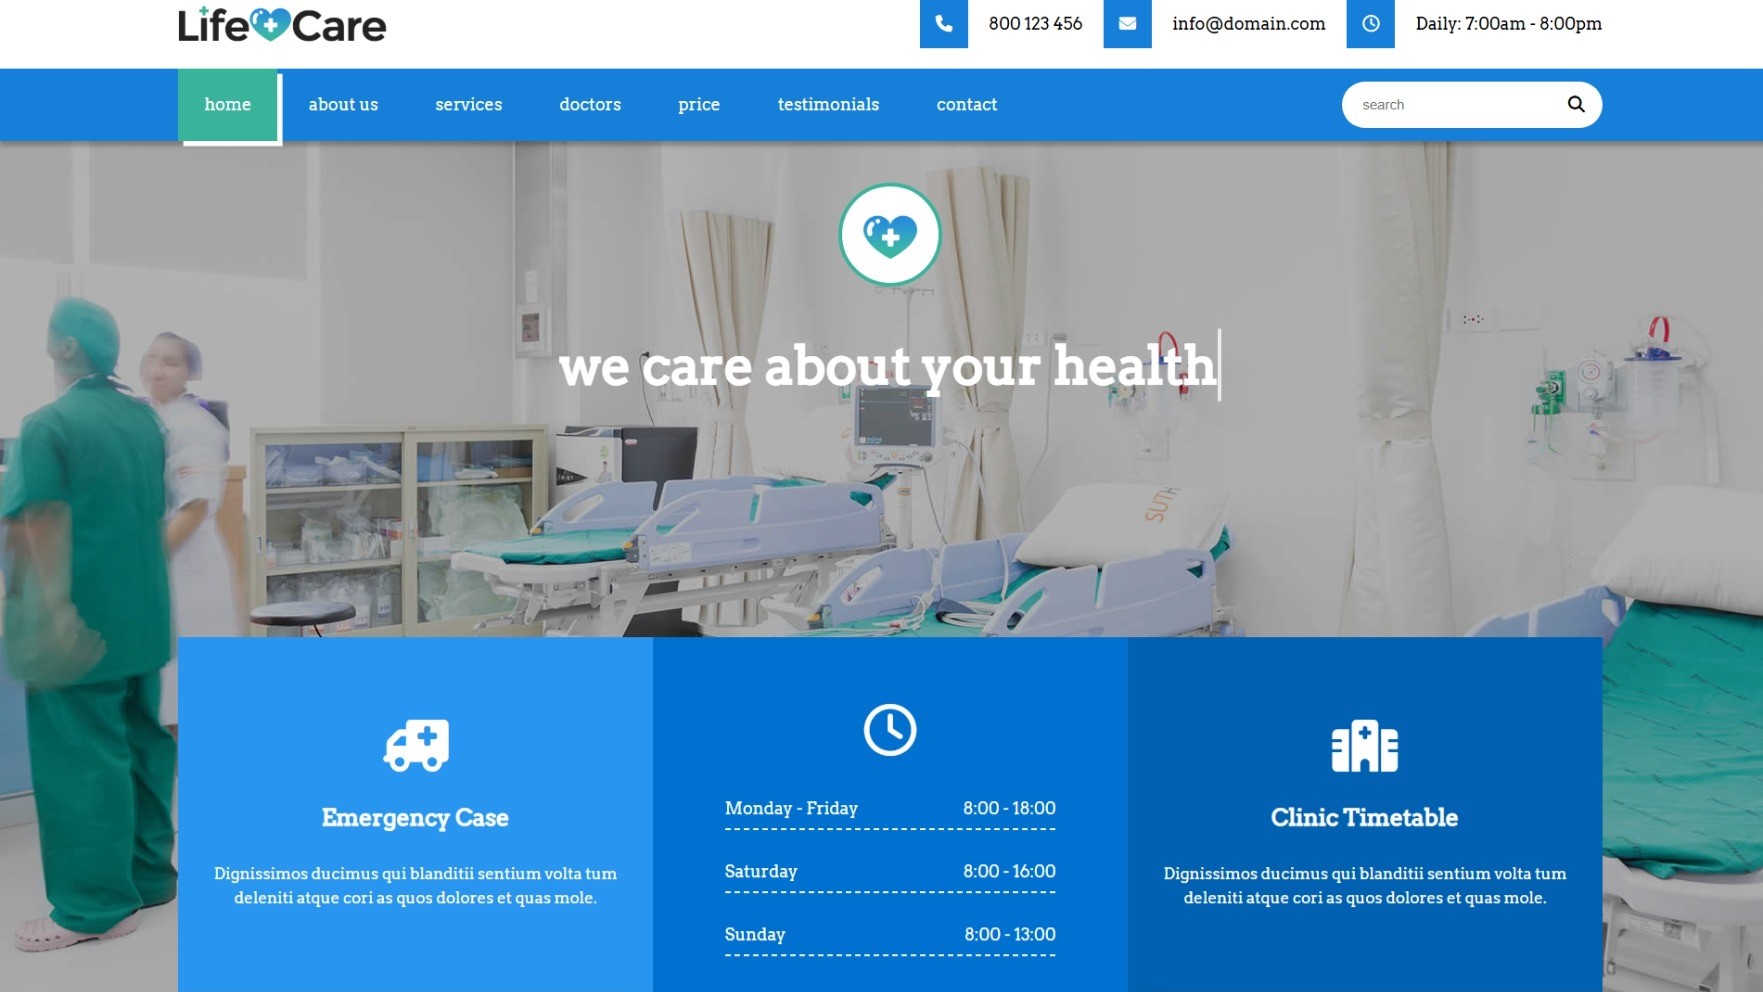 Life Care
800 123 456
info@domain.com
Daily: 7:00am - 8:00pm
home about us services doctors price testimonials contact
search
we care about your health
SUTH
Emergency Case
Dignissimos ducimus qui blanditii sentium volta tum
deleniti atque cori as quos dolores et quas mole.
Monday - Friday 8:00 - 18:00
Saturday 8:00 - 16:00
Sunday 8:00 - 13:00
Clinic Timetable
Dignissimos ducimus qui blanditii sentium volta tum
deleniti atque cori as quos dolores et quas mole.